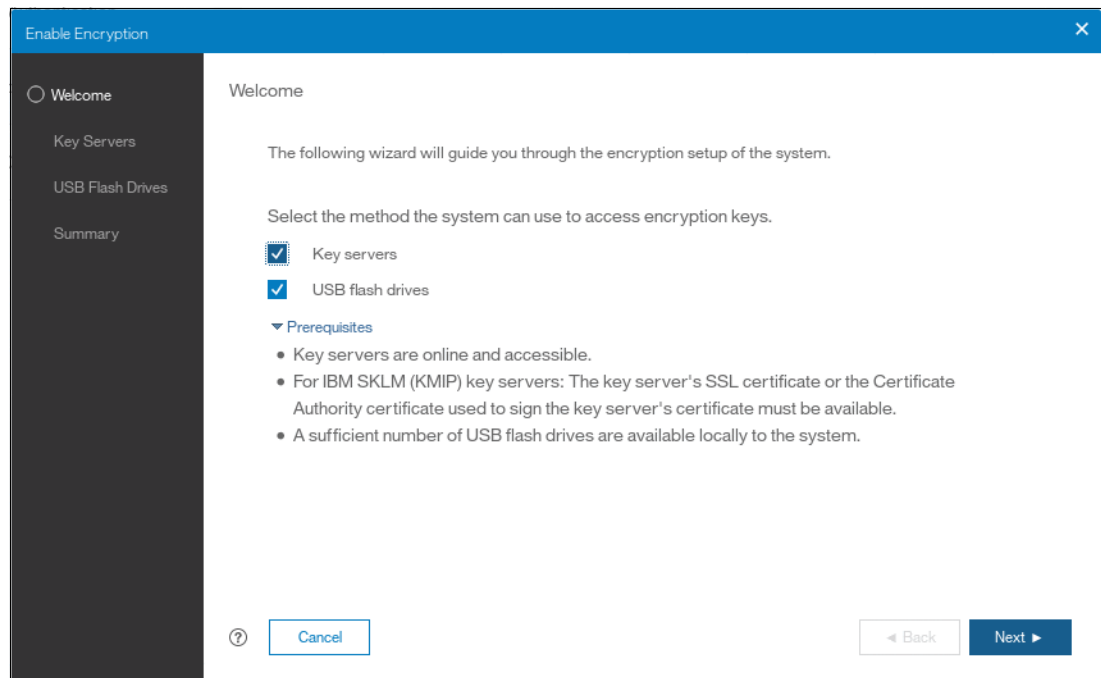 Enable Encryption
Welcome
Key Servers
USB Flash Drives
Summary
Welcome
The following wizard will guide you through the encryption setup of the system.
Select the method the system can use to access encryption keys.
Key servers
USB flash drives
Prerequisites
• Key servers are online and accessible.
• For IBM SKLM (KMIP) key servers: The key server's SSL certificate or the Certificate
Authority certificate used to sign the key server's certificate must be available.
• A sufficient number of USB flash drives are available locally to the system.
Cancel
Back
Next